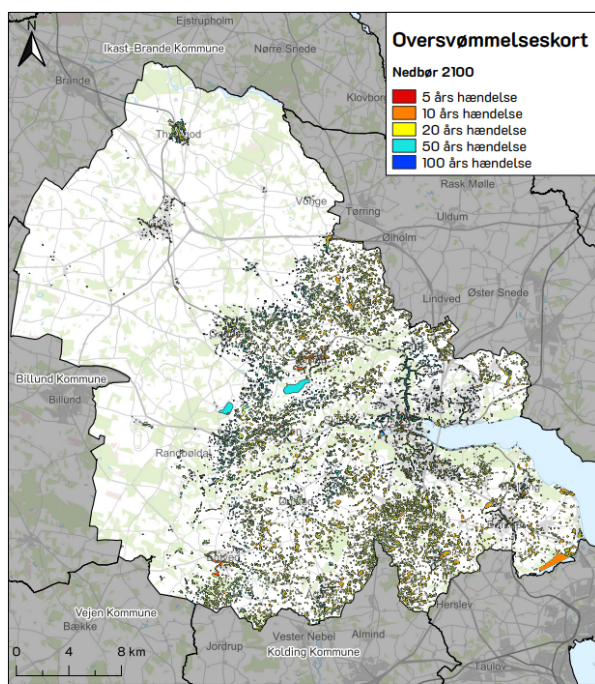 Ejstrupholm
N
Ikast-Brande Kommune
Nørre Snede
Brande
Klovborg
Oversvømmelseskort
Nedbør 2100
5 års hændelse
10 års hændelse
20 års hændelse
50 års hændelse
100 års hændelse
Rask Mølle
Vonge
Tørring
Uldum
Ølholm
Lindved
Øster Snede
Billund Kommune
Billund
Randbøldal
Vejen Kommune
Bække
Herslev
Jordrup
Vester Nebel
Almind
Kolding Kommune
Taulov
0 4 8 km